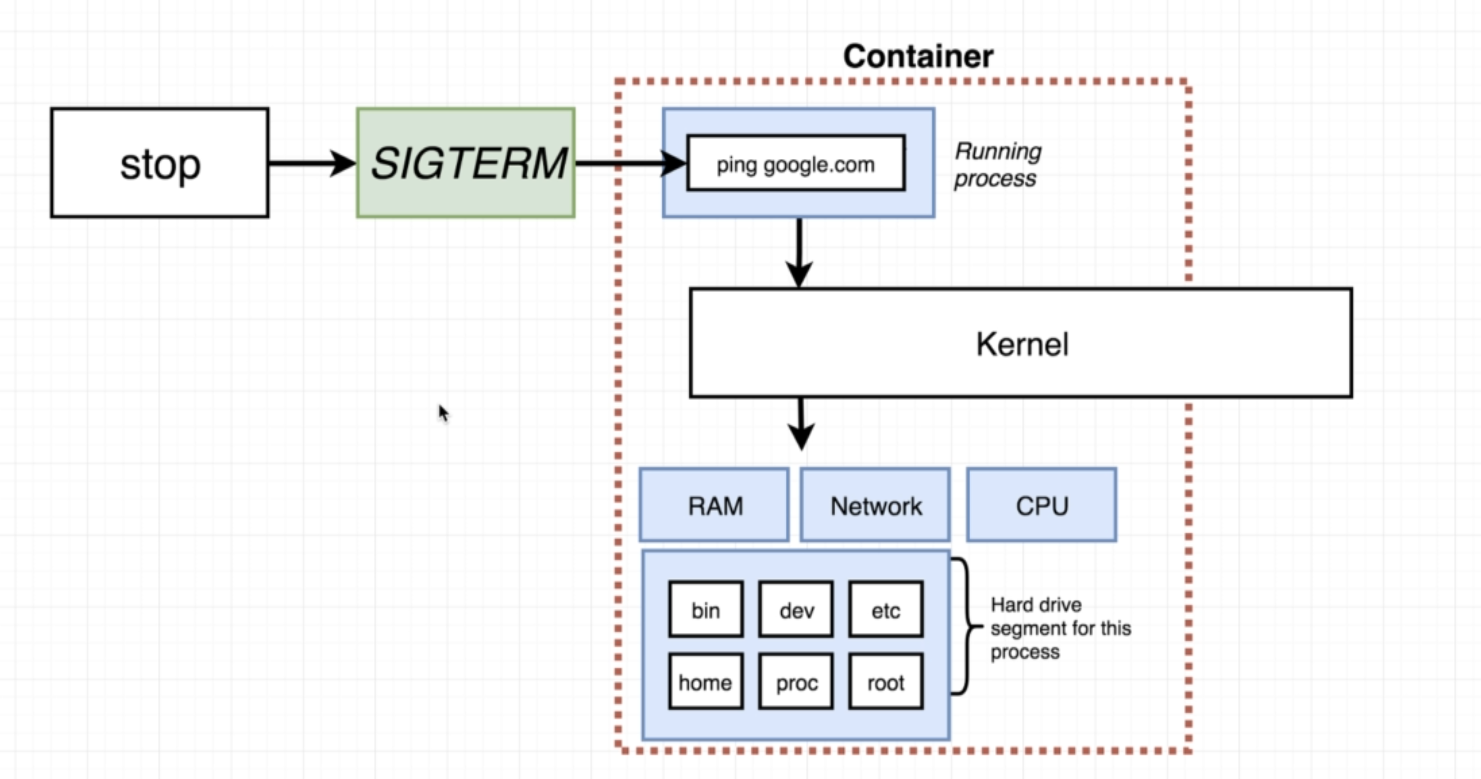 Container
stop
SIGTERM
ping google.com
Running
process
Kernel
RAM
Network
CPU
bin
dev
etc
home
proc
root
Hard drive
segment for this
process